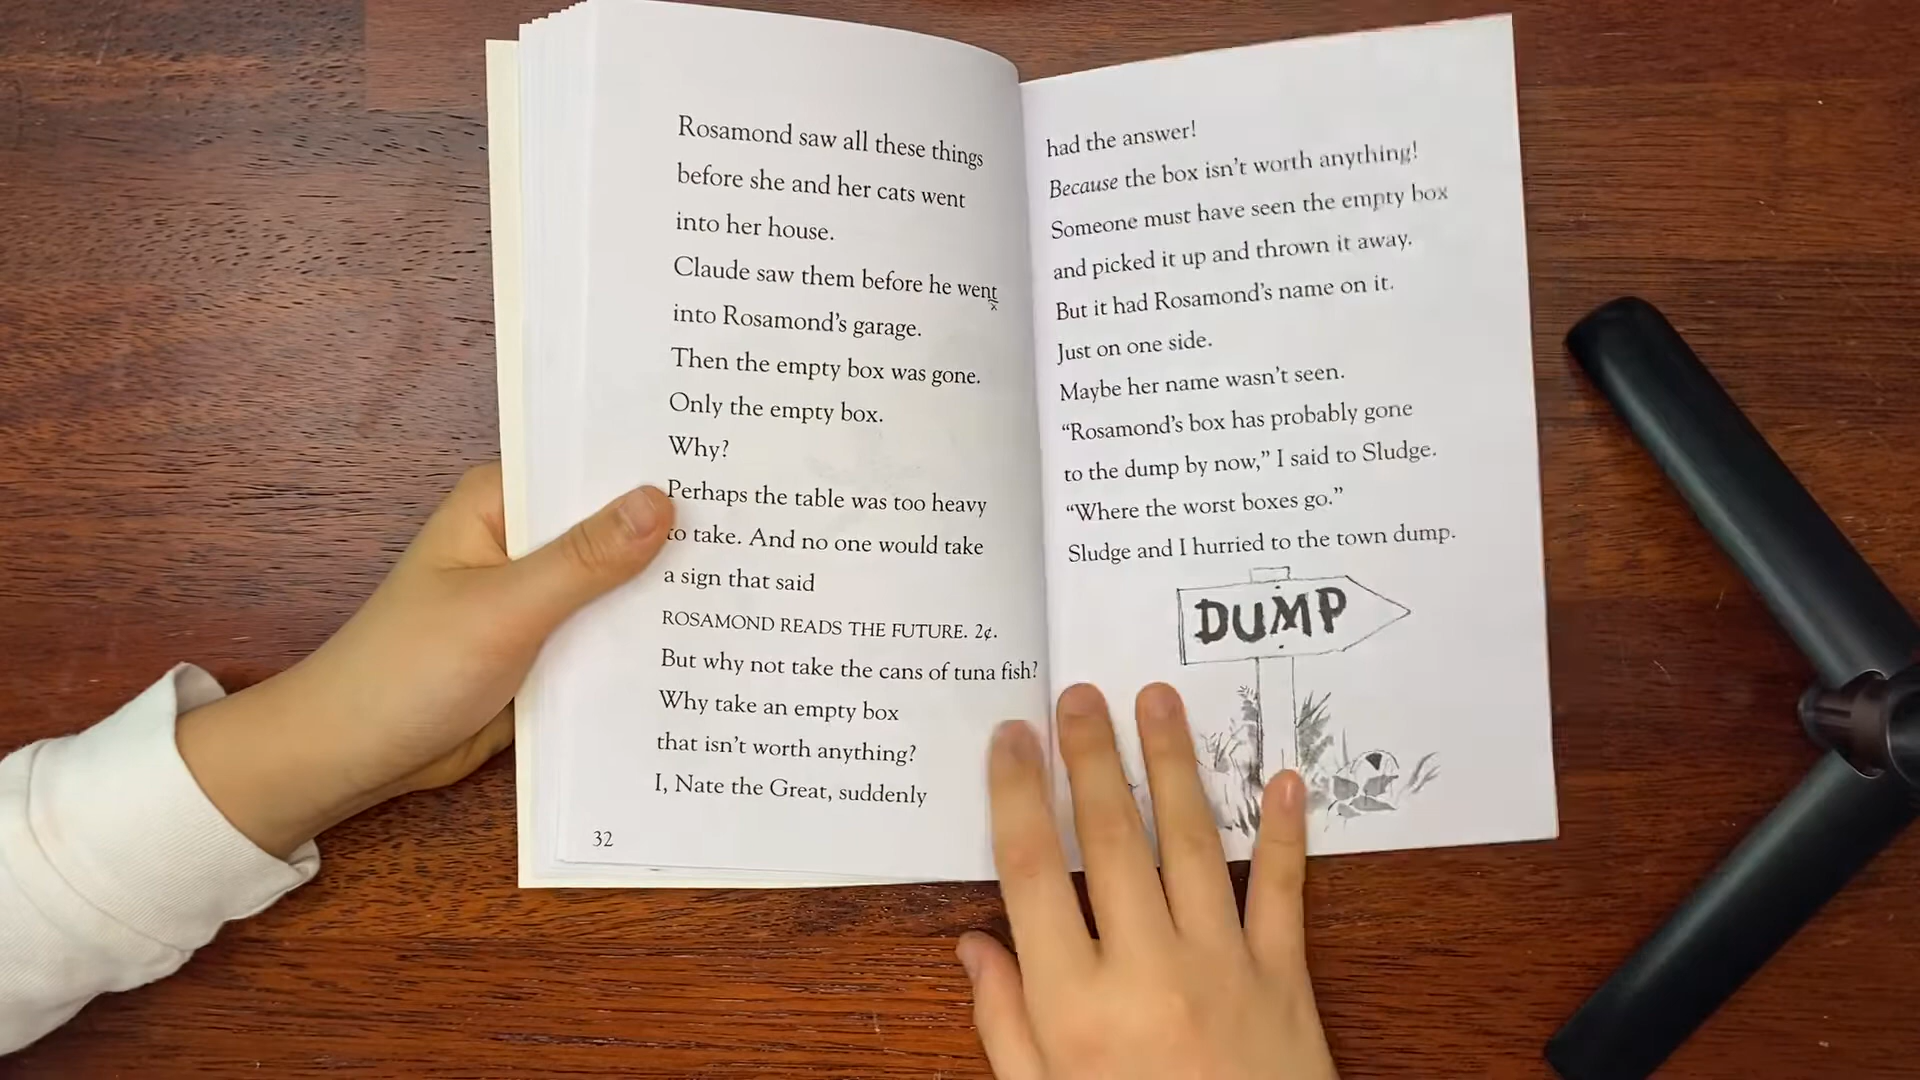 Rosamond saw all these things
before she and her cats went
into her house.
Claude saw them before he went
into Rosamond's garage.
Then the empty box was gone.
Only the empty box.
Why?
Perhaps the table was too heavy
to take. And no one would take
a sign that said
ROSAMOND READS THE FUTURE. 2¢.
But why not take the cans of tuna fish?
Why take an empty box
that isn't worth anything?
I, Nate the Great, suddenly
32
had the answer!
Because the box isn't worth anything!
Someone must have seen the empty box
and picked it up and thrown it away.
But it had Rosamond's name on it.
Just on one side.
Maybe her name wasn't seen.
“Rosamond's box has probably gone
to the dump by now,” I said to Sludge.
“Where the worst boxes go.”
Sludge and I hurried to the town dump.
DUMP